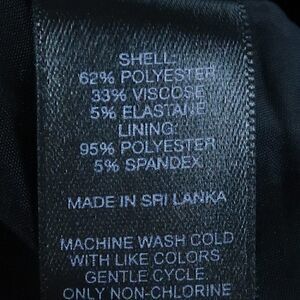 SHELL:
62% POLYESTER
33% VISCOSE
5% ELASTANE
LINING:
95% POLYESTER
5% SPANDEX
MADE IN SRI LANKA
MACHINE WASH COLD
WITH LIKE COLORS,
GENTLE CYCLE.
ONLY NON-CHLORINE